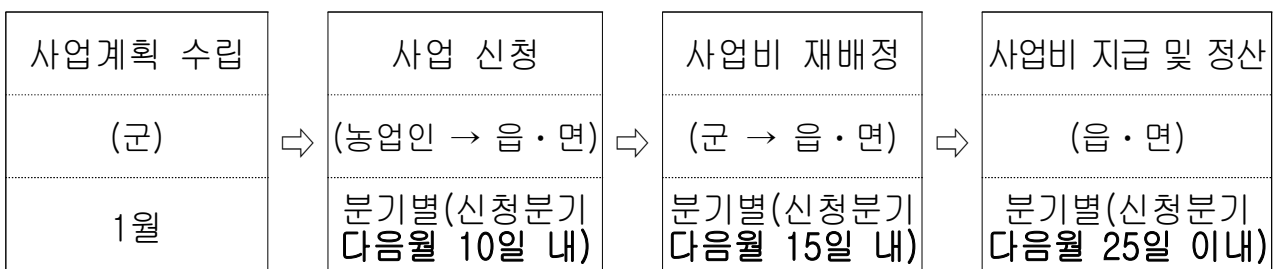 사업계획 수립
(군)
1월
⇨
사업 신청
(농업인 → 읍・면)
분기별(신청분기
다음월 10일 내)
⇨
사업비 재배정
(군 → 읍・면)
분기별(신청분기
다음월 15일 내)
⇨
사업비 지급 및 정산
(읍・면)
분기별(신청분기
다음월 25일 이내)